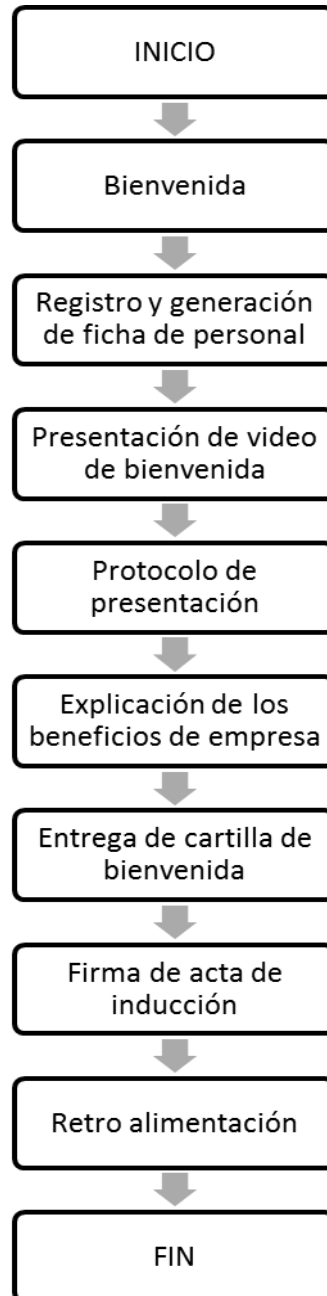 INICIO
Bienvenida
Registro y generación
de ficha de personal
Presentación de video
de bienvenida
Protocolo de
presentación
Explicación de los
beneficios de empresa
Entrega de cartilla de
bienvenida
Firma de acta de
inducción
Retro alimentación
FIN